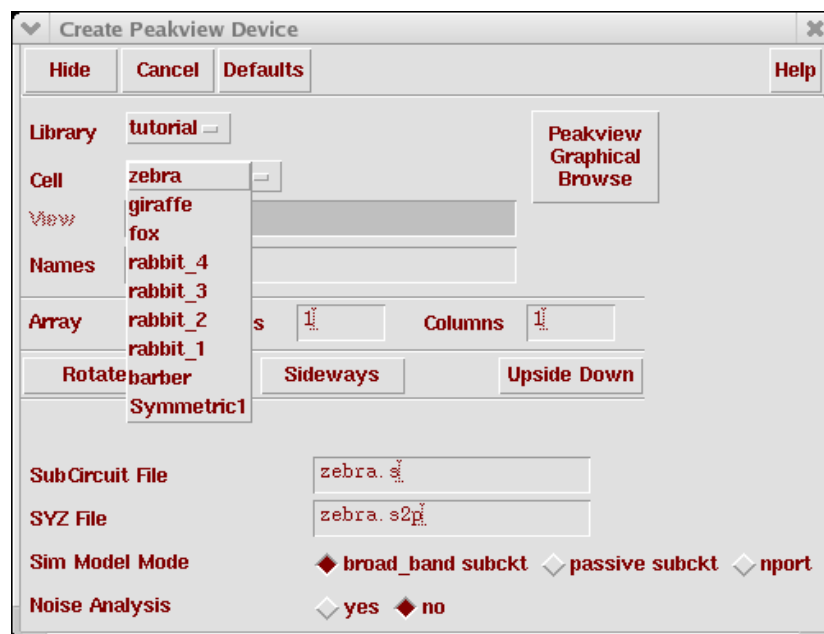 Create Peakview Device
Hide Cancel Defaults Help
Library tutorial
Peakview
Graphical
Browse
Cell zebra
giraffe
View
fox
Names
rabbit_4
rabbit_3
Array rabbit_2 s 1 Columns 1
rabbit_1
Rotate barber Sideways Upside Down
Symmetric1
SubCircuit File zebra.s
SYZ File zebra.s2p
Sim Model Mode broad_band subckt passive subckt nport
Noise Analysis yes no